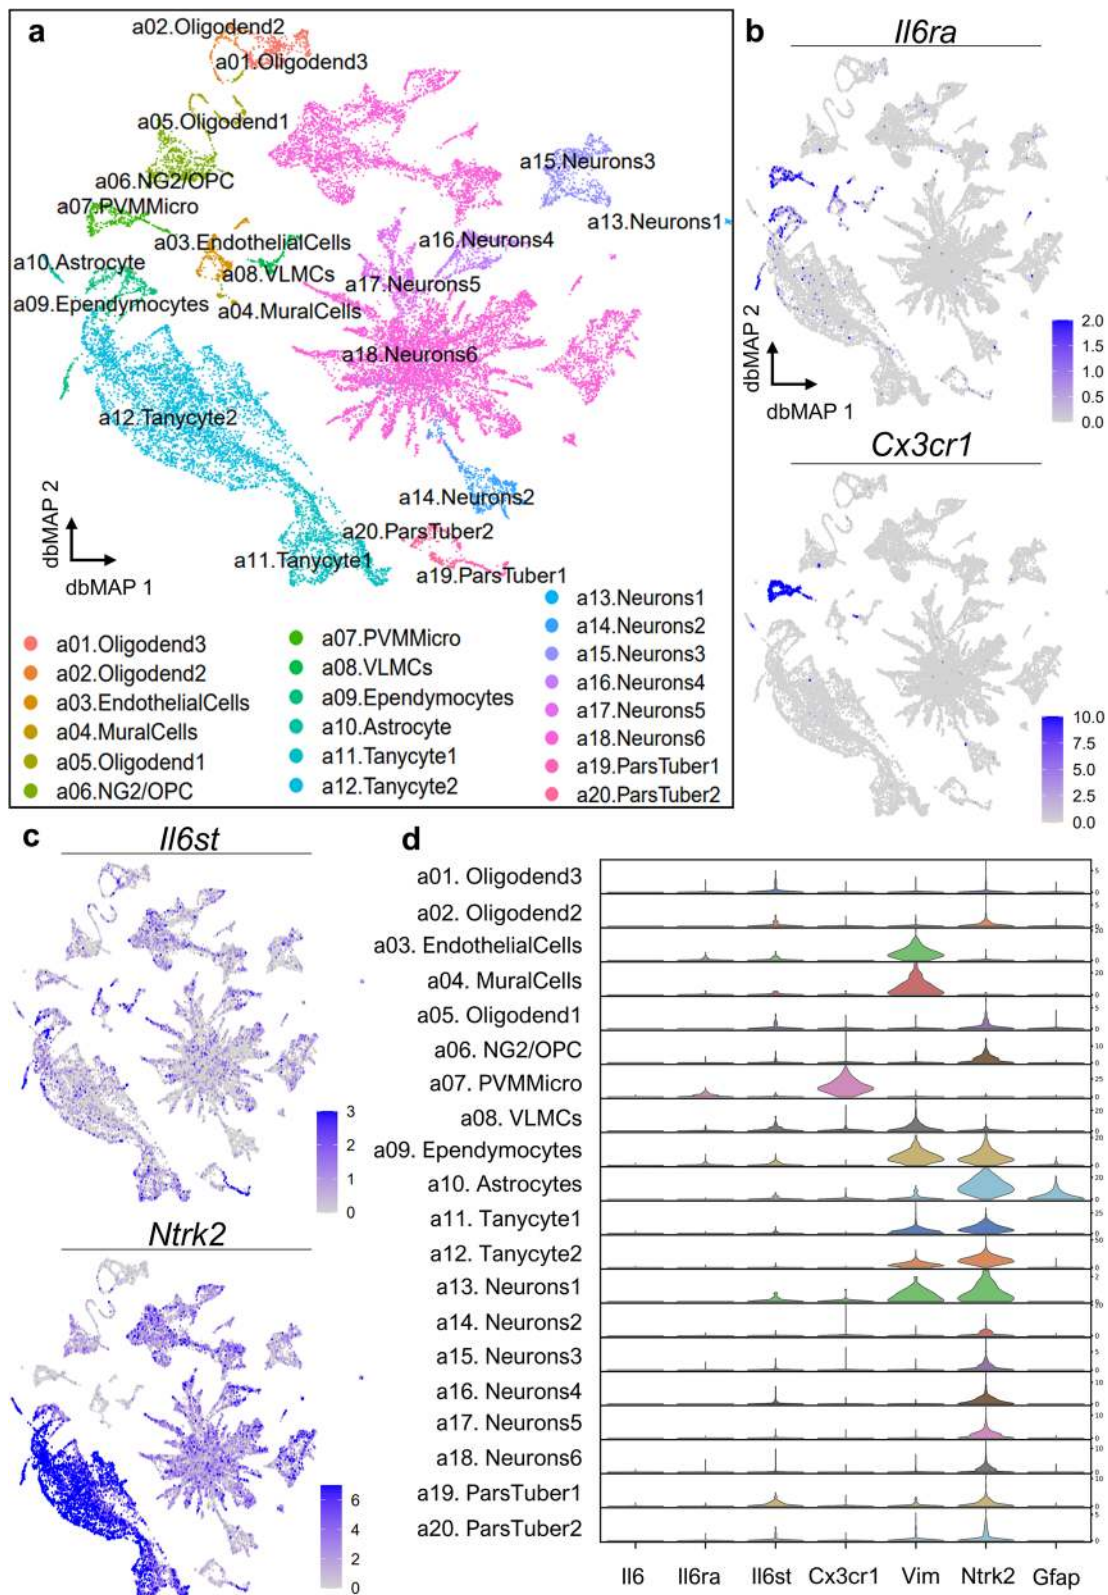 a
a02.Oligodend2
a01.Oligodend3
a05.Oligodend1
a06.NG2/OPC
a07.PVMMicro
a03.EndothelialCells
a10.Astrocyte
a08.VLMCs
a09.Ependymocytes
a04.MuralCells
a15.Neurons3
a13.Neurons1
a16.Neurons4
a17.Neurons5
a18.Neurons6
a12.Tanycyte2
a14.Neurons2
a20.ParsTuber2
a11.Tanycyte1
a19.ParsTuber1
dbMAP 2
dbMAP 1
a01.Oligodend3
a02.Oligodend2
a03.EndothelialCells
a04.MuralCells
a05.Oligodend1
a06.NG2/OPC
a07.PVMMicro
a08.VLMCs
a09.Ependymocytes
a10.Astrocyte
a11.Tanycyte1
a12.Tanycyte2
a13.Neurons1
a14.Neurons2
a15.Neurons3
a16.Neurons4
a17.Neurons5
a18.Neurons6
a19.ParsTuber1
a20.ParsTuber2
b
Il6ra
dbMAP 2
dbMAP 1
2.0
1.5
1.0
0.5
0.0
Cx3cr1
10.0
7.5
5.0
2.5
0.0
c
Il6st
3
2
1
0
Ntrk2
6
4
2
0
d
a01. Oligodend3
a02. Oligodend2
a03. EndothelialCells
a04. MuralCells
a05. Oligodend1
a06. NG2/OPC
a07. PVMMicro
a08. VLMCs
a09. Ependymocytes
a10. Astrocytes
a11. Tanycyte1
a12. Tanycyte2
a13. Neurons1
a14. Neurons2
a15. Neurons3
a16. Neurons4
a17. Neurons5
a18. Neurons6
a19. ParsTuber1
a20. ParsTuber2
Il6 Il6ra Il6st Cx3cr1 Vim Ntrk2 Gfap